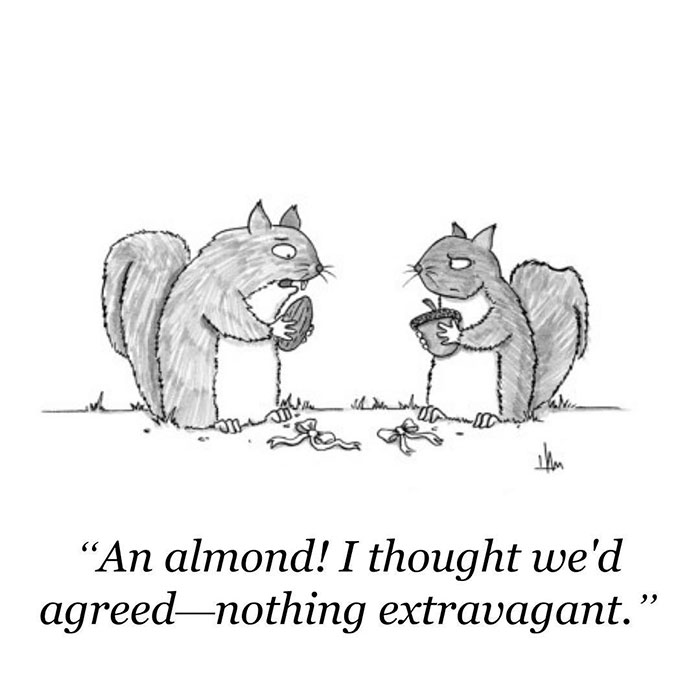 “An almond! I thought we'd
agreed—nothing extravagant.”